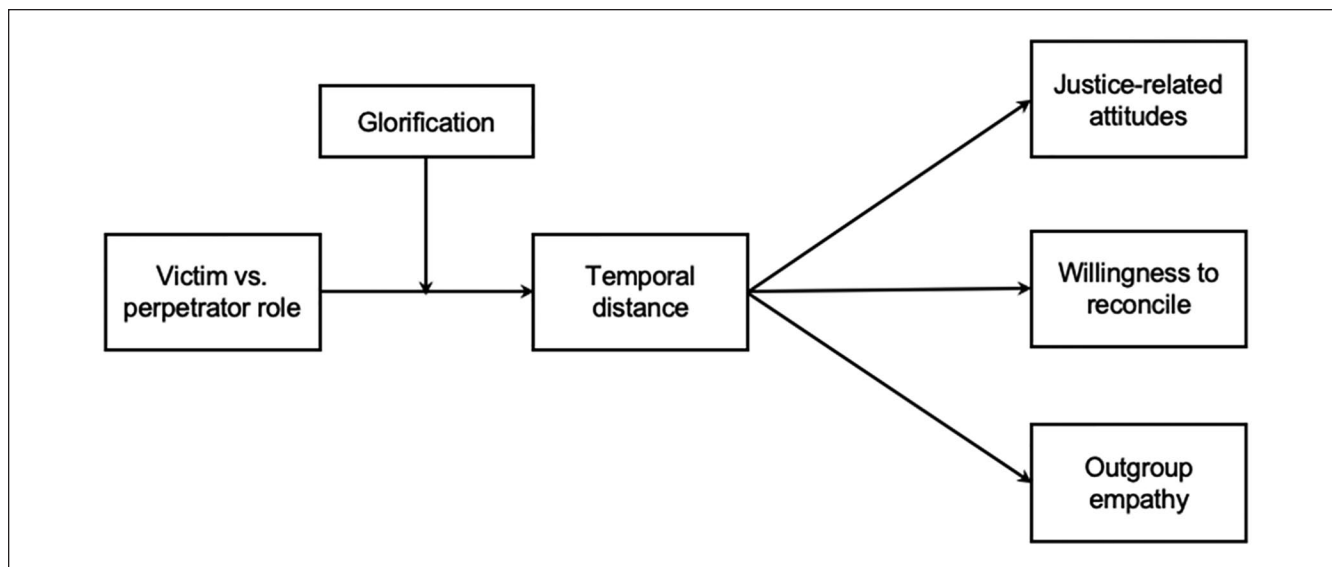 Glorification
Victim vs.
perpetrator role
Temporal
distance
Justice-related
attitudes
Willingness to
reconcile
Outgroup
empathy